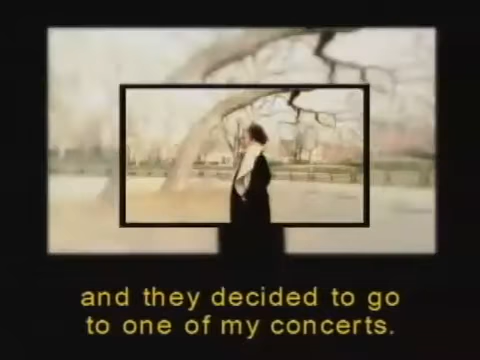 and they decided to go
to one of my concerts.